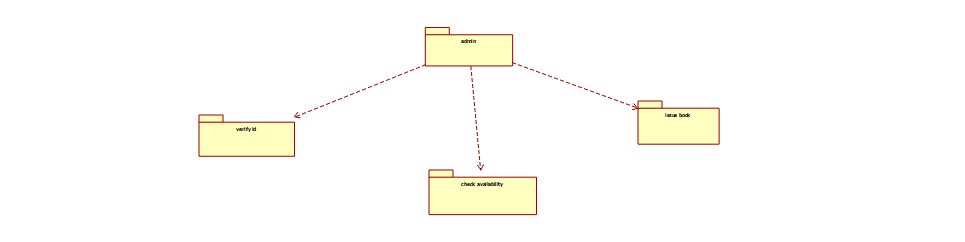 admin
verify id
issue book
check availability